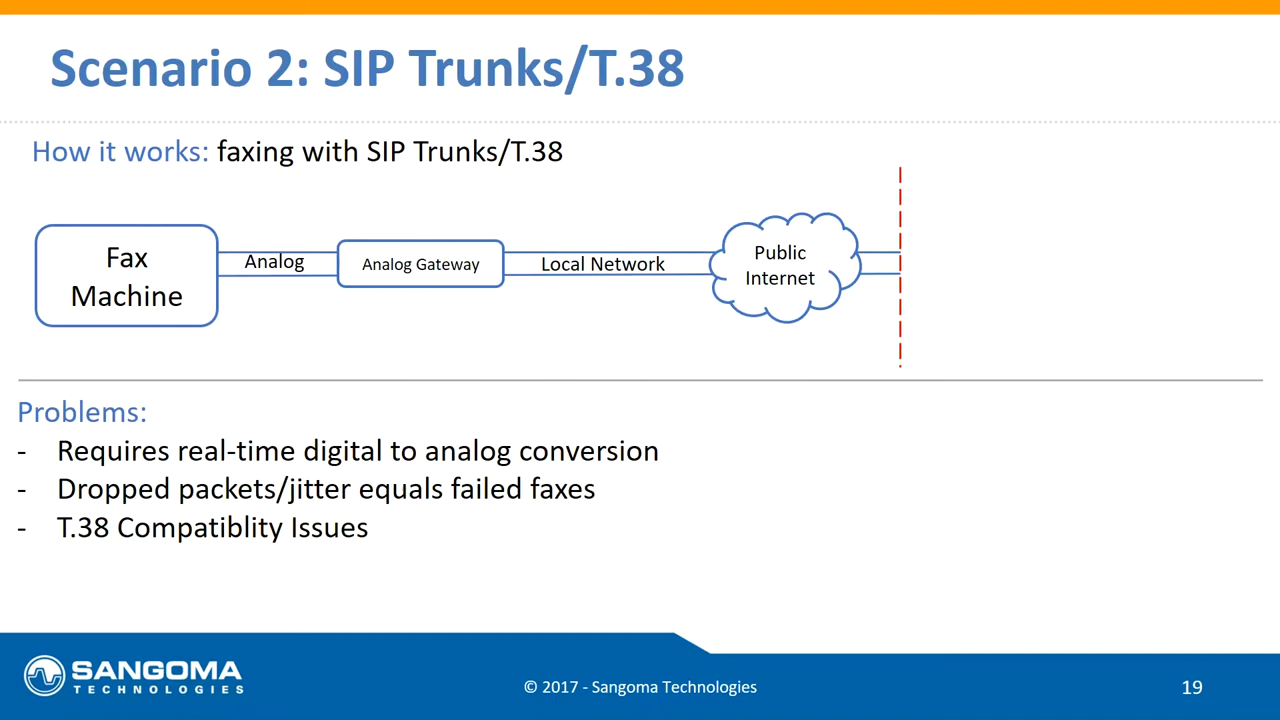 Scenario 2: SIP Trunks/T.38
How it works: faxing with SIP Trunks/T.38
Fax
Machine
Analog
Analog Gateway
Local Network
Public
Internet
Problems:
- Requires real-time digital to analog conversion
- Dropped packets/jitter equals failed faxes
- T.38 Compatiblity Issues
SANGOMA
TECHNOLOGIES
© 2017 - Sangoma Technologies
19